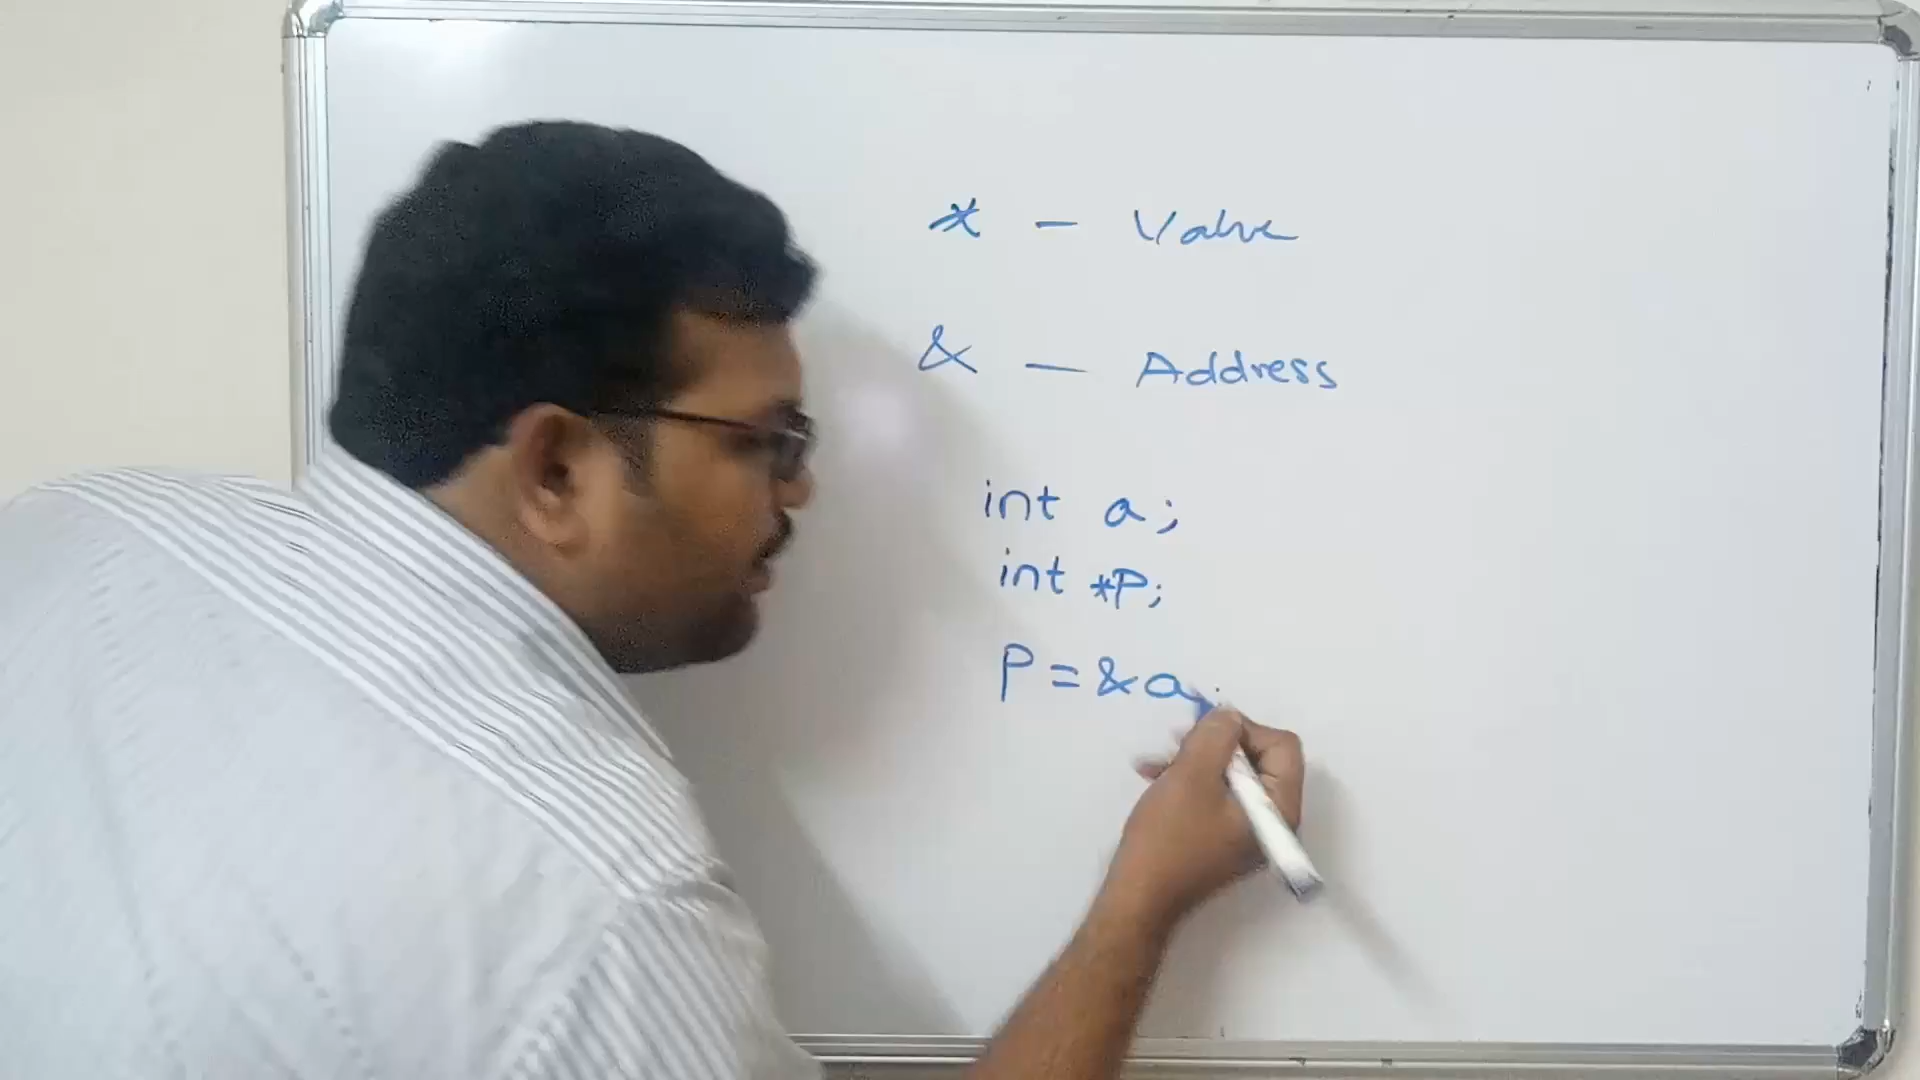 * - Value
& - Address
int a;
int *P;
P = &a;